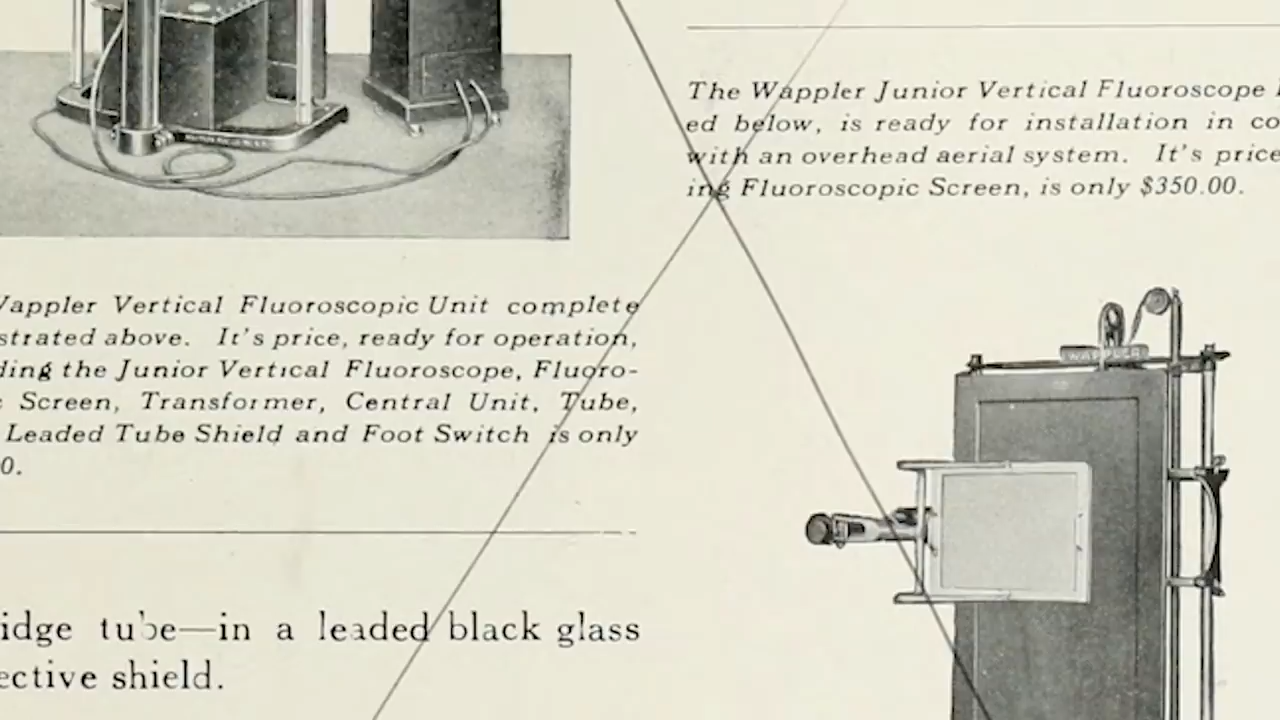 The Wappler Junior Vertical Fluoroscope
ed below, is ready for installation in co
with an overhead aerial system. It's price
ing Fluoroscopic Screen, is only $350.00.
Wappler Vertical Fluoroscopic Unit complete
strated above. It's price, ready for operation,
ding the Junior Vertical Fluoroscope, Fluoro-
c Screen, Transformer, Central Unit, Tube,
Leaded Tube Shield and Foot Switch is only
0.
WAPPLER
idge tube—in a leaded black glass
ective shield.